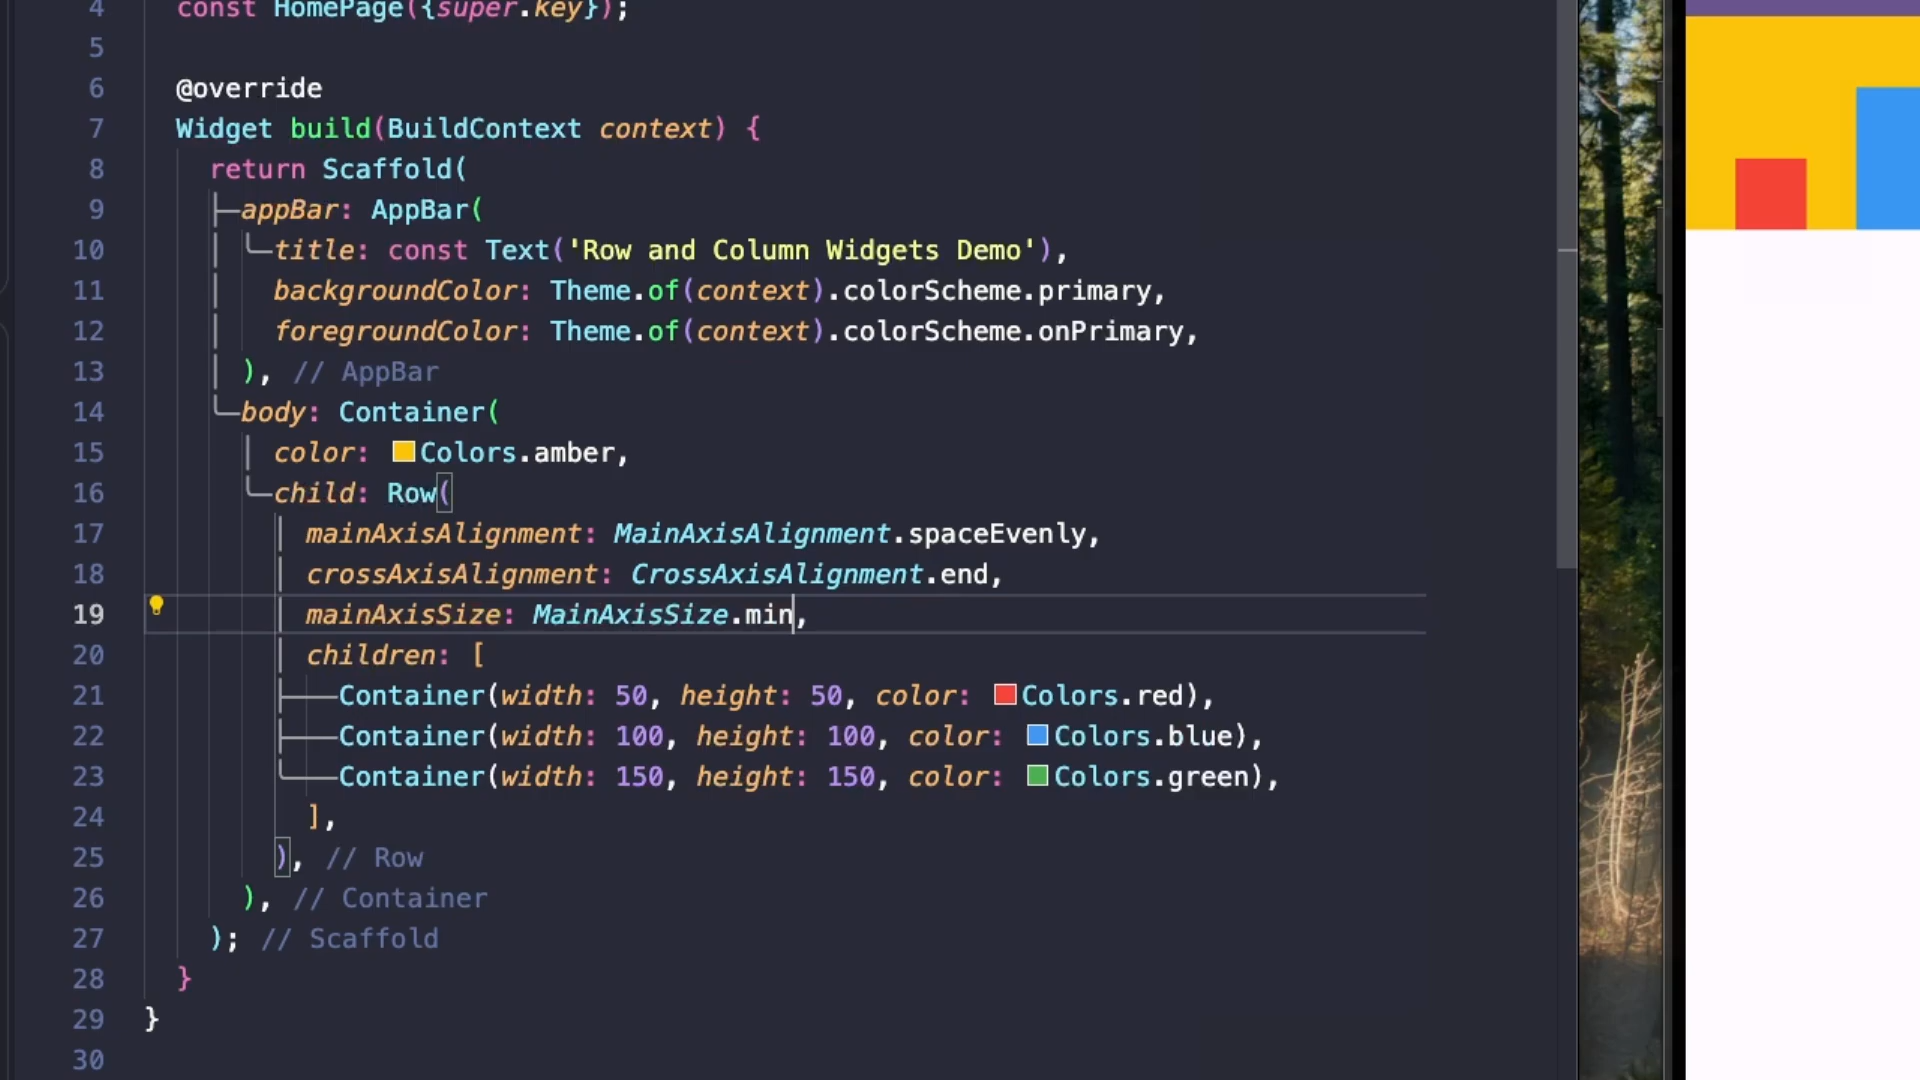 4 const HomePage({super.key});
5
6 @override
7 Widget build(BuildContext context) {
8 return Scaffold(
9 appBar: AppBar(
10 title: const Text('Row and Column Widgets Demo'),
11 backgroundColor: Theme.of(context).colorScheme.primary,
12 foregroundColor: Theme.of(context).colorScheme.onPrimary,
13 ), // AppBar
14 body: Container(
15 color: Colors.amber,
16 child: Row(
17 mainAxisAlignment: MainAxisAlignment.spaceEvenly,
18 crossAxisAlignment: CrossAxisAlignment.end,
19 mainAxisSize: MainAxisSize.min,
20 children: [
21 Container(width: 50, height: 50, color: Colors.red),
22 Container(width: 100, height: 100, color: Colors.blue),
23 Container(width: 150, height: 150, color: Colors.green),
24 ],
25 ), // Row
26 ), // Container
27 ); // Scaffold
28 }
29 }
30